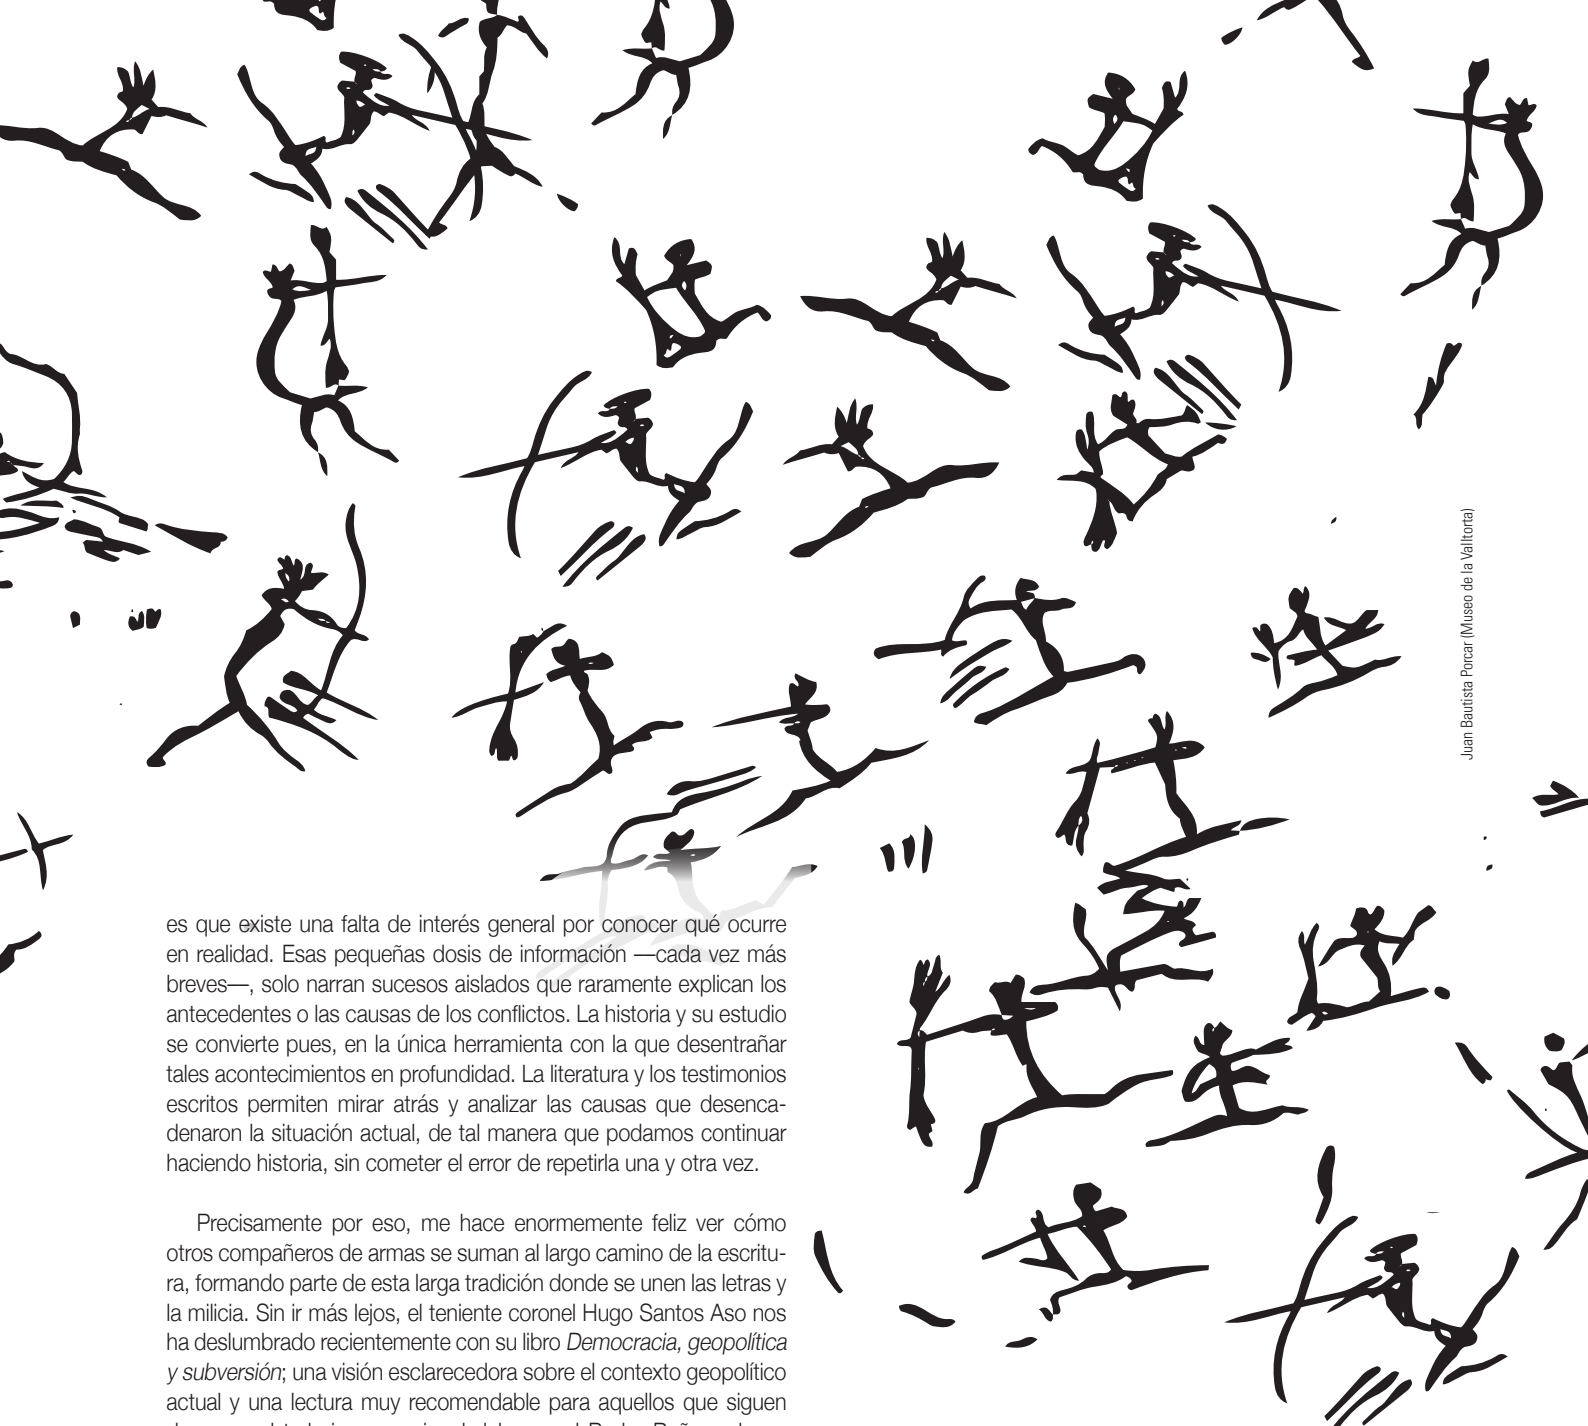 es que existe una falta de interés general por conocer qué ocurre
en realidad. Esas pequeñas dosis de información —cada vez más
breves—, solo narran sucesos aislados que raramente explican los
antecedentes o las causas de los conflictos. La historia y su estudio
se convierte pues, en la única herramienta con la que desentrañar
tales acontecimientos en profundidad. La literatura y los testimonios
escritos permiten mirar atrás y analizar las causas que desenca-
denaron la situación actual, de tal manera que podamos continuar
haciendo historia, sin cometer el error de repetirla una y otra vez.
Precisamente por eso, me hace enormemente feliz ver cómo
otros compañeros de armas se suman al largo camino de la escritu-
ra, formando parte de esta larga tradición donde se unen las letras y
la milicia. Sin ir más lejos, el teniente coronel Hugo Santos Aso nos
ha deslumbrado recientemente con su libro Democracia, geopolítica
y subversión; una visión esclarecedora sobre el contexto geopolítico
actual y una lectura muy recomendable para aquellos que siguen
Juan Bautista Porcar (Museo de la Valltorta)